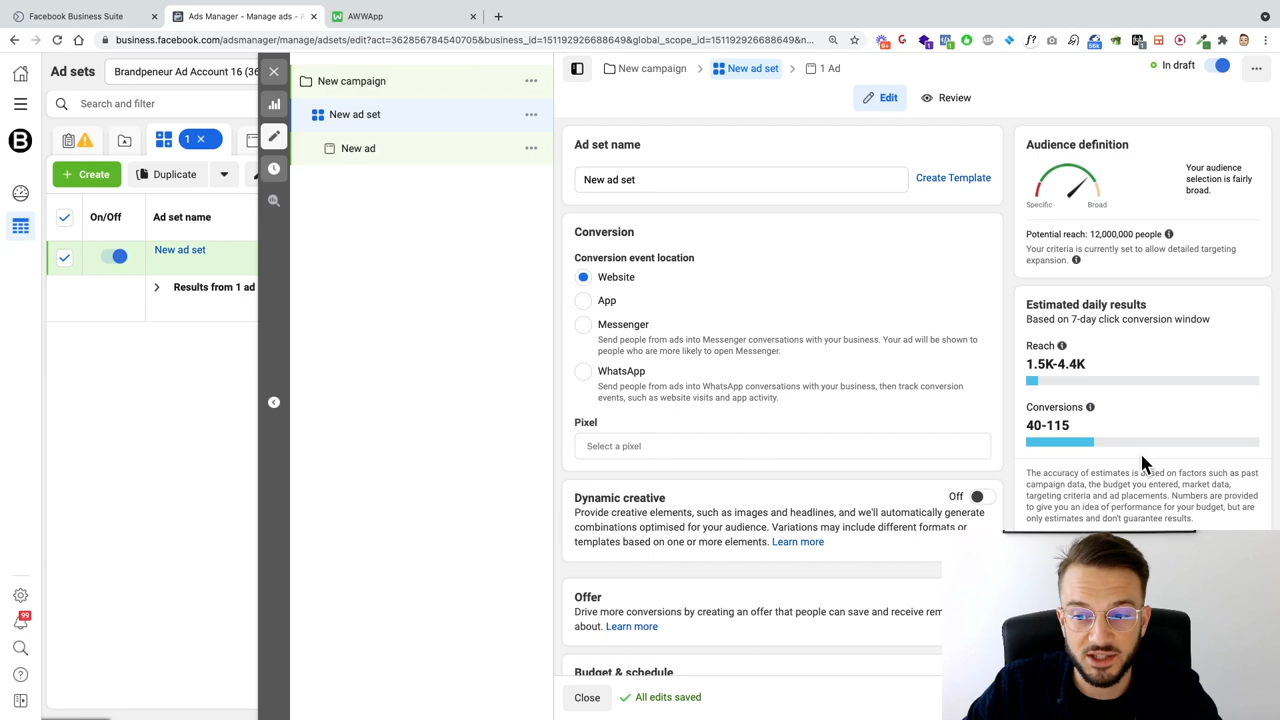 Facebook Business Suite
Ads Manager - Manage ads - A
AWWApp
business.facebook.com/adsmanager/manage/adsets/edit?act=362856784540705&business_id=151192926688649&global_scope_id=151192926688649&n...
9+
56k
Ad sets
Brandpeneur Ad Account 16 (36
Search and filter
1
Create
Duplicate
On/Off
Ad set name
New ad set
Results from 1 ad
99
New campaign
New ad set
New ad
New campaign
New ad set
1 Ad
In draft
Edit
Review
Ad set name
New ad set
Create Template
Conversion
Conversion event location
Website
App
Messenger
Send people from ads into Messenger conversations with your business. Your ad will be shown to
people who are more likely to open Messenger.
WhatsApp
Send people from ads into WhatsApp conversations with your business, then track conversion
events, such as website visits and app activity.
Pixel
Select a pixel
Dynamic creative
Off
Provide creative elements, such as images and headlines, and we'll automatically generate
combinations optimised for your audience. Variations may include different formats or
templates based on one or more elements. Learn more
Offer
Drive more conversions by creating an offer that people can save and receive rem
about. Learn more
Budget & schedule
Close
All edits saved
Audience definition
Specific
Broad
Your audience
selection is fairly
broad.
Potential reach: 12,000,000 people
Your criteria is currently set to allow detailed targeting
expansion.
Estimated daily results
Based on 7-day click conversion window
Reach
1.5K-4.4K
Conversions
40-115
The accuracy of estimates is based on factors such as past
campaign data, the budget you entered, market data,
targeting criteria and ad placements. Numbers are provided
to give you an idea of performance for your budget, but are
only estimates and don't guarantee results.